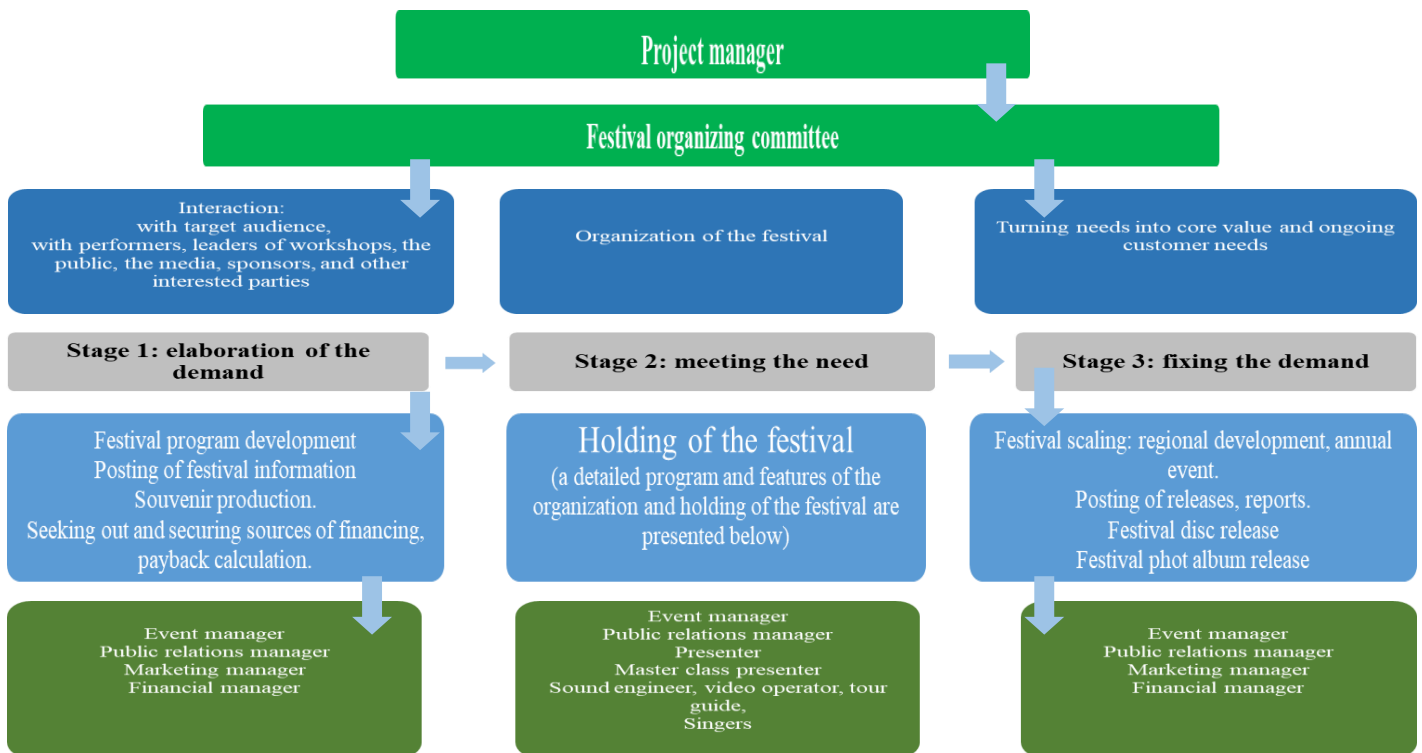 Project manager
Festival organizing committee
Interaction:
with target audience,
with performers, leaders of workshops, the
public, the media, sponsors, and other
interested parties
Organization of the festival
Turning needs into core value and ongoing
customer needs
Stage 1: elaboration of the
demand
Stage 2: meeting the need
Stage 3: fixing the demand
Festival program development
Posting of festival information
Souvenir production.
Seeking out and securing sources of financing,
payback calculation.
Holding of the festival
(a detailed program and features of the
organization and holding of the festival are
presented below)
Festival scaling: regional development, annual
event.
Posting of releases, reports.
Festival disc release
Festival phot album release
Event manager
Public relations manager
Marketing manager
Financial manager
Event manager
Public relations manager
Presenter
Master class presenter
Sound engineer, video operator, tour
guide,
Singers
Event manager
Public relations manager
Marketing manager
Financial manager